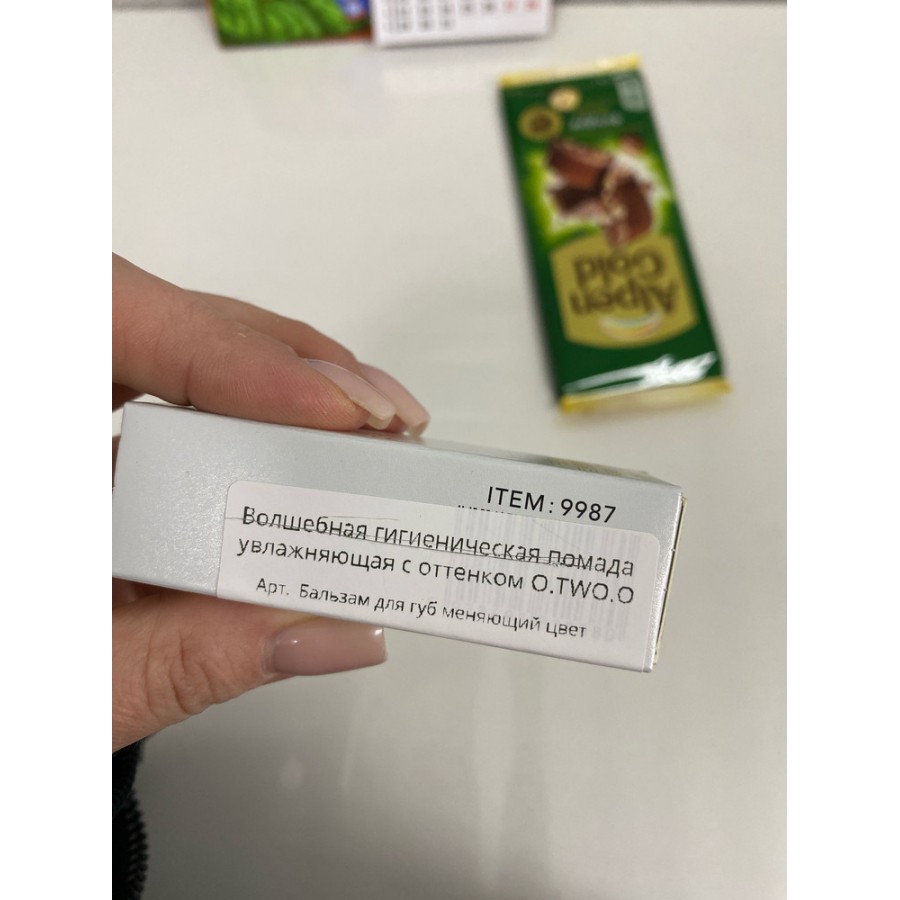 Alpen
Gold
ITEM: 9987
Волшебная гигиеническая помада
увлажняющая с оттенком O.TWO.O
Арт. Бальзам для губ меняющий цвет